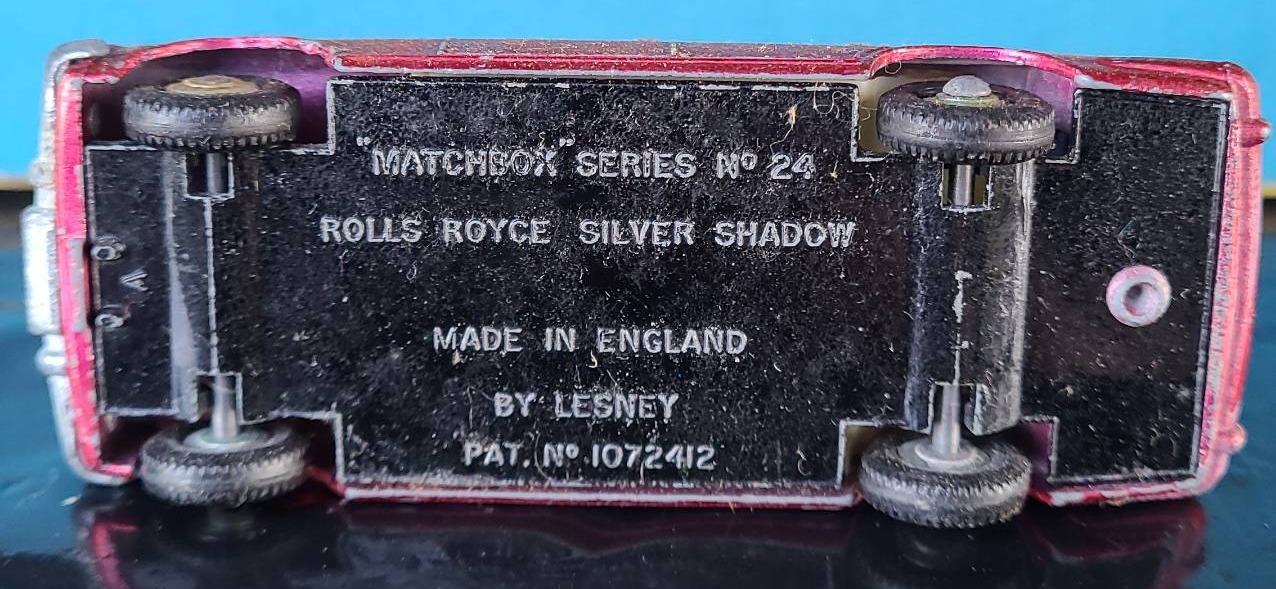 "MATCHBOX" SERIES Nº 24
ROLLS ROYCE SILVER SHADOW
MADE IN ENGLAND
BY LESNEY
PAT. Nº 1072412
A